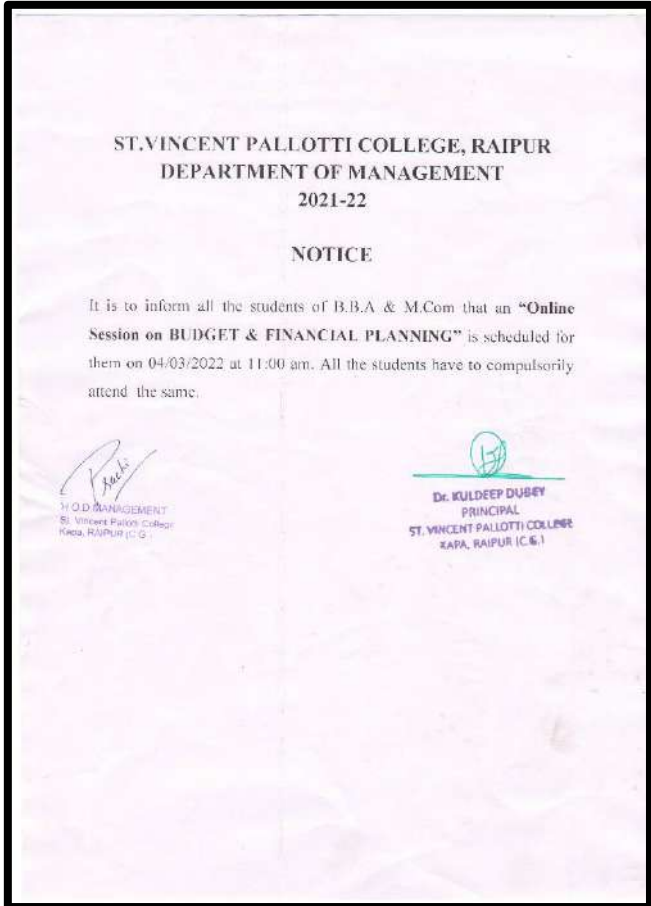 ST.VINCENT PALLOTTI COLLEGE, RAIPUR
DEPARTMENT OF MANAGEMENT
2021-22
NOTICE
It is to inform all the students of B.B.A & M.Com that an “Online
Session on BUDGET & FINANCIAL PLANNING” is scheduled for
them on 04/03/2022 at 11:00 am. All the students have to compulsorily
attend the same.
Prachi
H.O.D MANAGEMENT
St. Vincent Pallotti College
Kapa, RAIPUR (C.G.)
Dr. KULDEEP DUBEY
PRINCIPAL
ST. VINCENT PALLOTTI COLLEGE
KAPA, RAIPUR (C.G.)